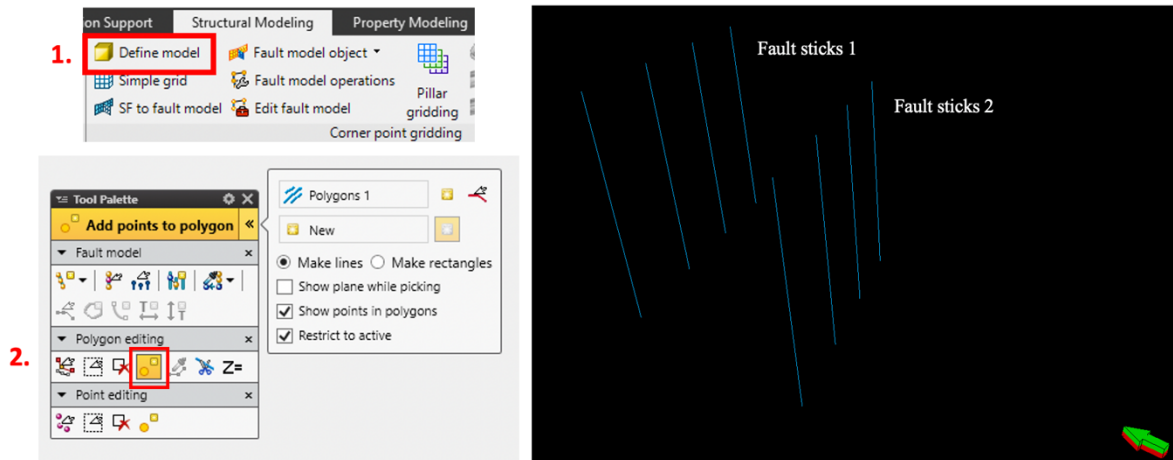 on Support Structural Modeling Property Modeling
1. Define model Fault model object
Simple grid Fault model operations
SF to fault model Edit fault model
Pillar
gridding
Corner point gridding
2.
Tool Palette
Add points to polygon «
Fault model
Polygon editing
Z=
Point editing
Polygons 1
New
Make lines Make rectangles
Show plane while picking
Show points in polygons
Restrict to active
Fault sticks 1
Fault sticks 2